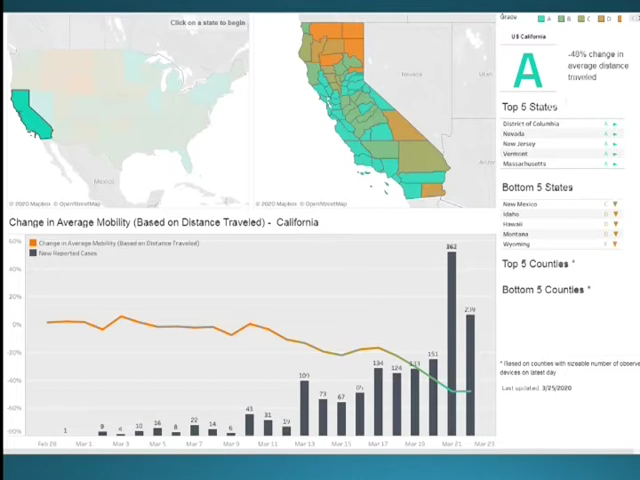 Click on a state to begin
Mexico
© 2020 Mapbox © OpenStreetMap
Nevada
Utah
© 2020 Mapbox © OpenStreetMap
Grade
A B C D
US California
A
-48% change in
average distance
traveled
Top 5 States
District of Columbia A
Nevada A
New Jersey A
Vermont A
Massachusetts A
Bottom 5 States
New Mexico C
Idaho D
Hawaii D
Montana D
Wyoming F
Top 5 Counties *
Bottom 5 Counties *
* Based on counties with sizeable number of observe
devices on latest day
Last updated 3/25/2020
Change in Average Mobility (Based on Distance Traveled) - California
Change in Average Mobility (Based on Distance Traveled)
New Reported Cases
60%
40%
20%
0%
-20%
-40%
-60%
-80%
1 9 4 10 16 8 22 14 6 43 31 19 73 67 134 124 151 362
Mar 1 Mar 3 Mar 5 Mar 7 Mar 9 Mar 11 Mar 13 Mar 15 Mar 17 Mar 19 Mar 21 Mar 23